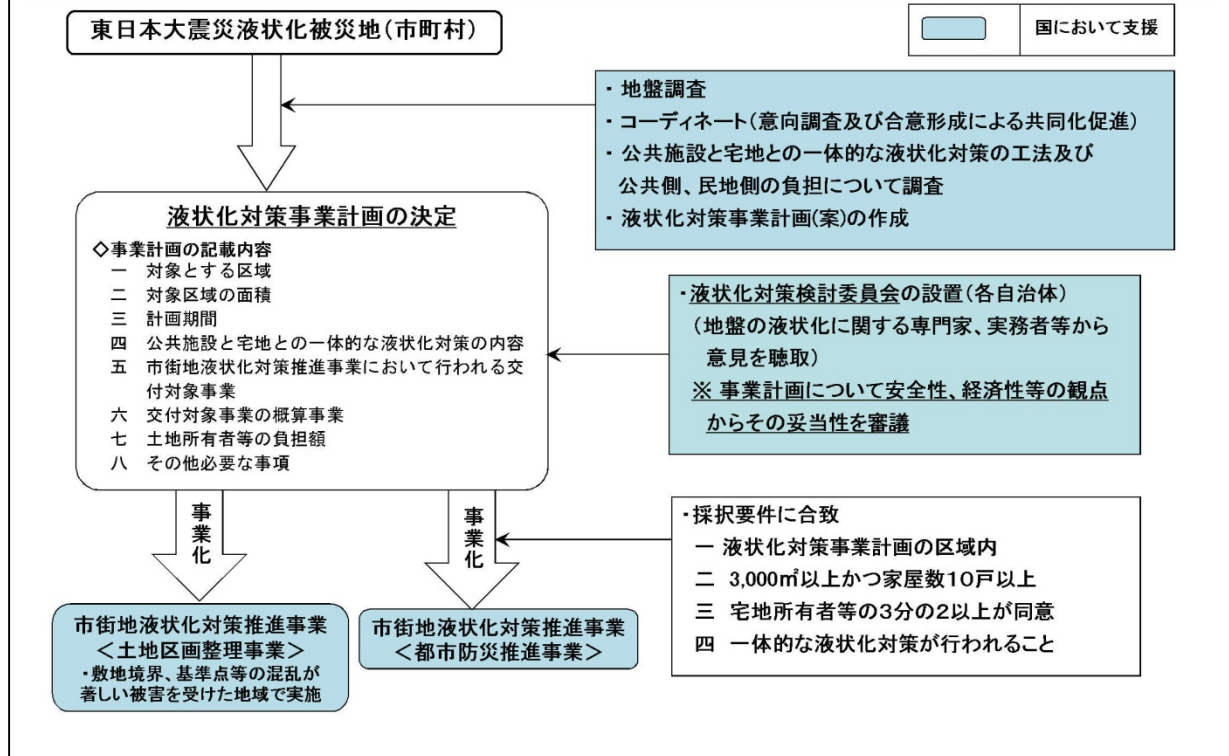 東日本大震災液状化被災地(市町村)
国において支援
・ 地盤調査
・ コーディネート(意向調査及び合意形成による共同化促進)
・ 公共施設と宅地との一体的な液状化対策の工法及び
公共側、民地側の負担について調査
・ 液状化対策事業計画(案)の作成
液状化対策事業計画の決定
◇事業計画の記載内容
一 対象とする区域
二 対象区域の面積
三 計画期間
四 公共施設と宅地との一体的な液状化対策の内容
五 市街地液状化対策推進事業において行われる交
付対象事業
六 交付対象事業の概算事業
七 土地所有者等の負担額
八 その他必要な事項
・液状化対策検討委員会の設置(各自治体)
(地盤の液状化に関する専門家、実務者等から
意見を聴取)
※ 事業計画について安全性、経済性等の観点
からその妥当性を審議
事業化
事業化
・採択要件に合致
一 液状化対策事業計画の区域内
二 3,000㎡以上かつ家屋数10戸以上
三 宅地所有者等の3分の2以上が同意
四 一体的な液状化対策が行われること
市街地液状化対策推進事業
<土地区画整理事業>
・敷地境界、基準点等の混乱が
著しい被害を受けた地域で実施
市街地液状化対策推進事業
<都市防災推進事業>